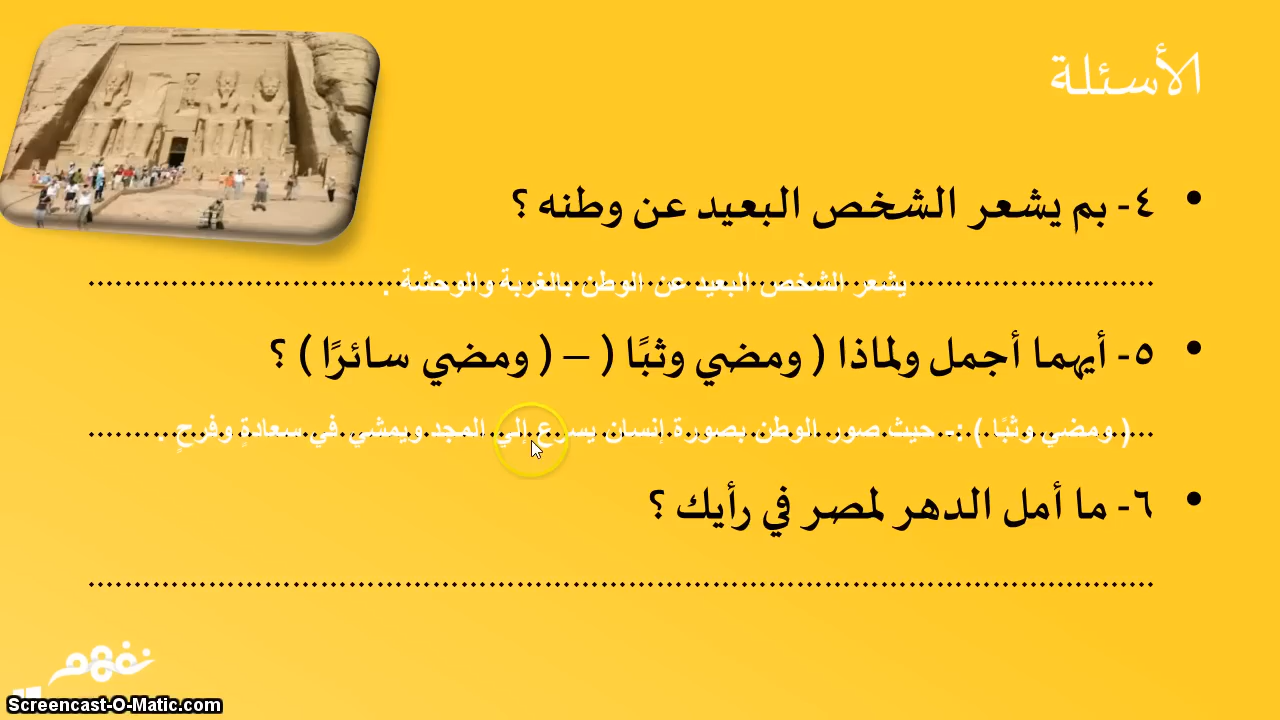 الأسئلة
• ٤- بم يشعر الشخص البعيد عن وطنه ؟
يشعر الشخص البعيد عن الوطن بالغربة والوحشة .
• ٥- أيهما أجمل ولماذا ( ومضي وثبًا ( – ( ومضي سائرًا ) ؟
( ومضي وثبًا ) :- حيث صور الوطن بصورة إنسان يسرع إلي المجد ويمشي في سعادةٍ وفرحٍ .
• ٦- ما أمل الدهر لمصر في رأيك ؟
نفهم
Screencast-O-Matic.com